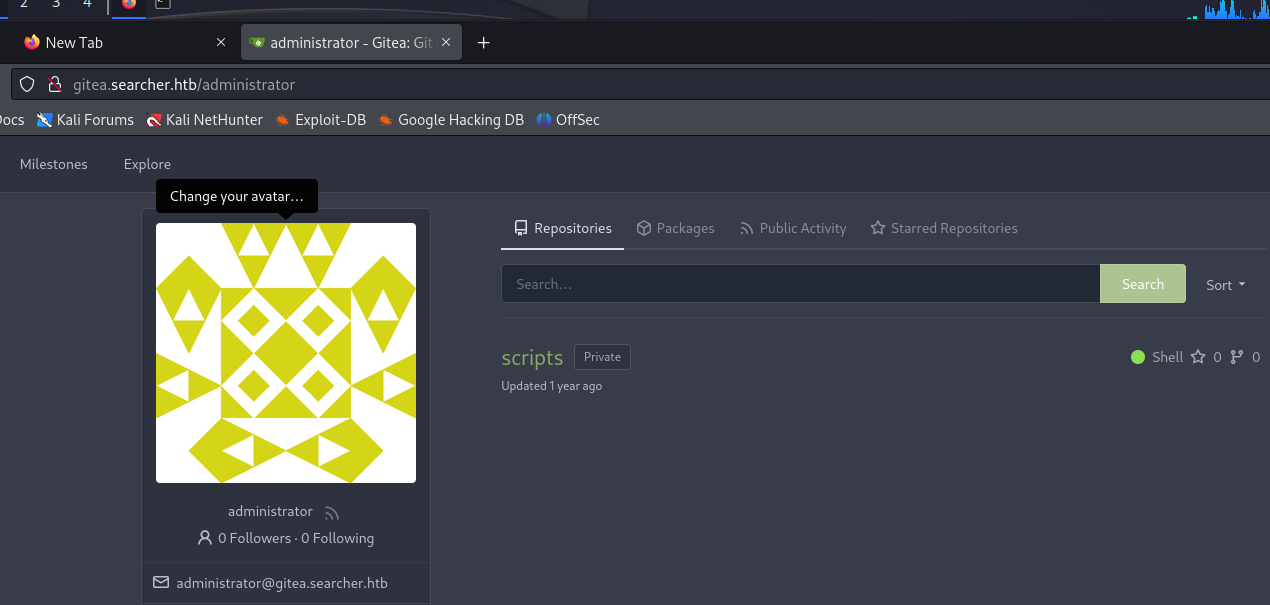 2 3 4
New Tab × administrator - Gitea: Git × +
gitea.searcher.htb/administrator
Docs Kali Forums Kali NetHunter Exploit-DB Google Hacking DB OffSec
Milestones Explore
Change your avatar…
Repositories Packages Public Activity Starred Repositories
Search... Search Sort
scripts Private Shell 0 0
Updated 1 year ago
administrator
0 Followers · 0 Following
administrator@gitea.searcher.htb